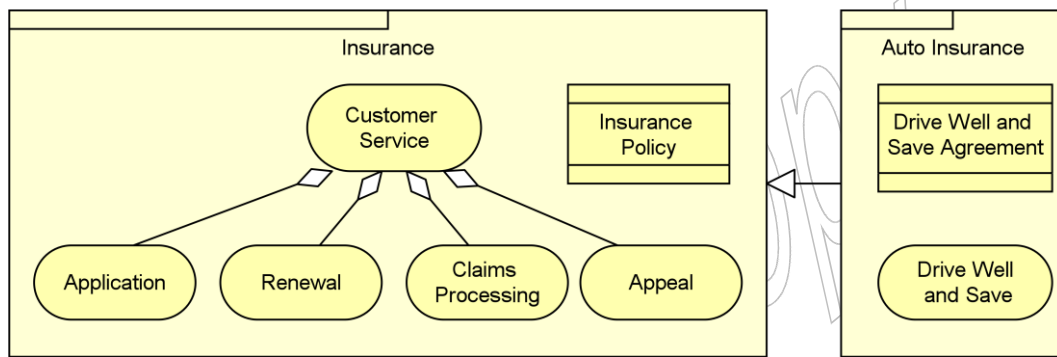 Insurance
Auto Insurance
Customer
Service
Insurance
Policy
Drive Well and
Save Agreement
Application
Renewal
Claims
Processing
Appeal
Drive Well
and Save